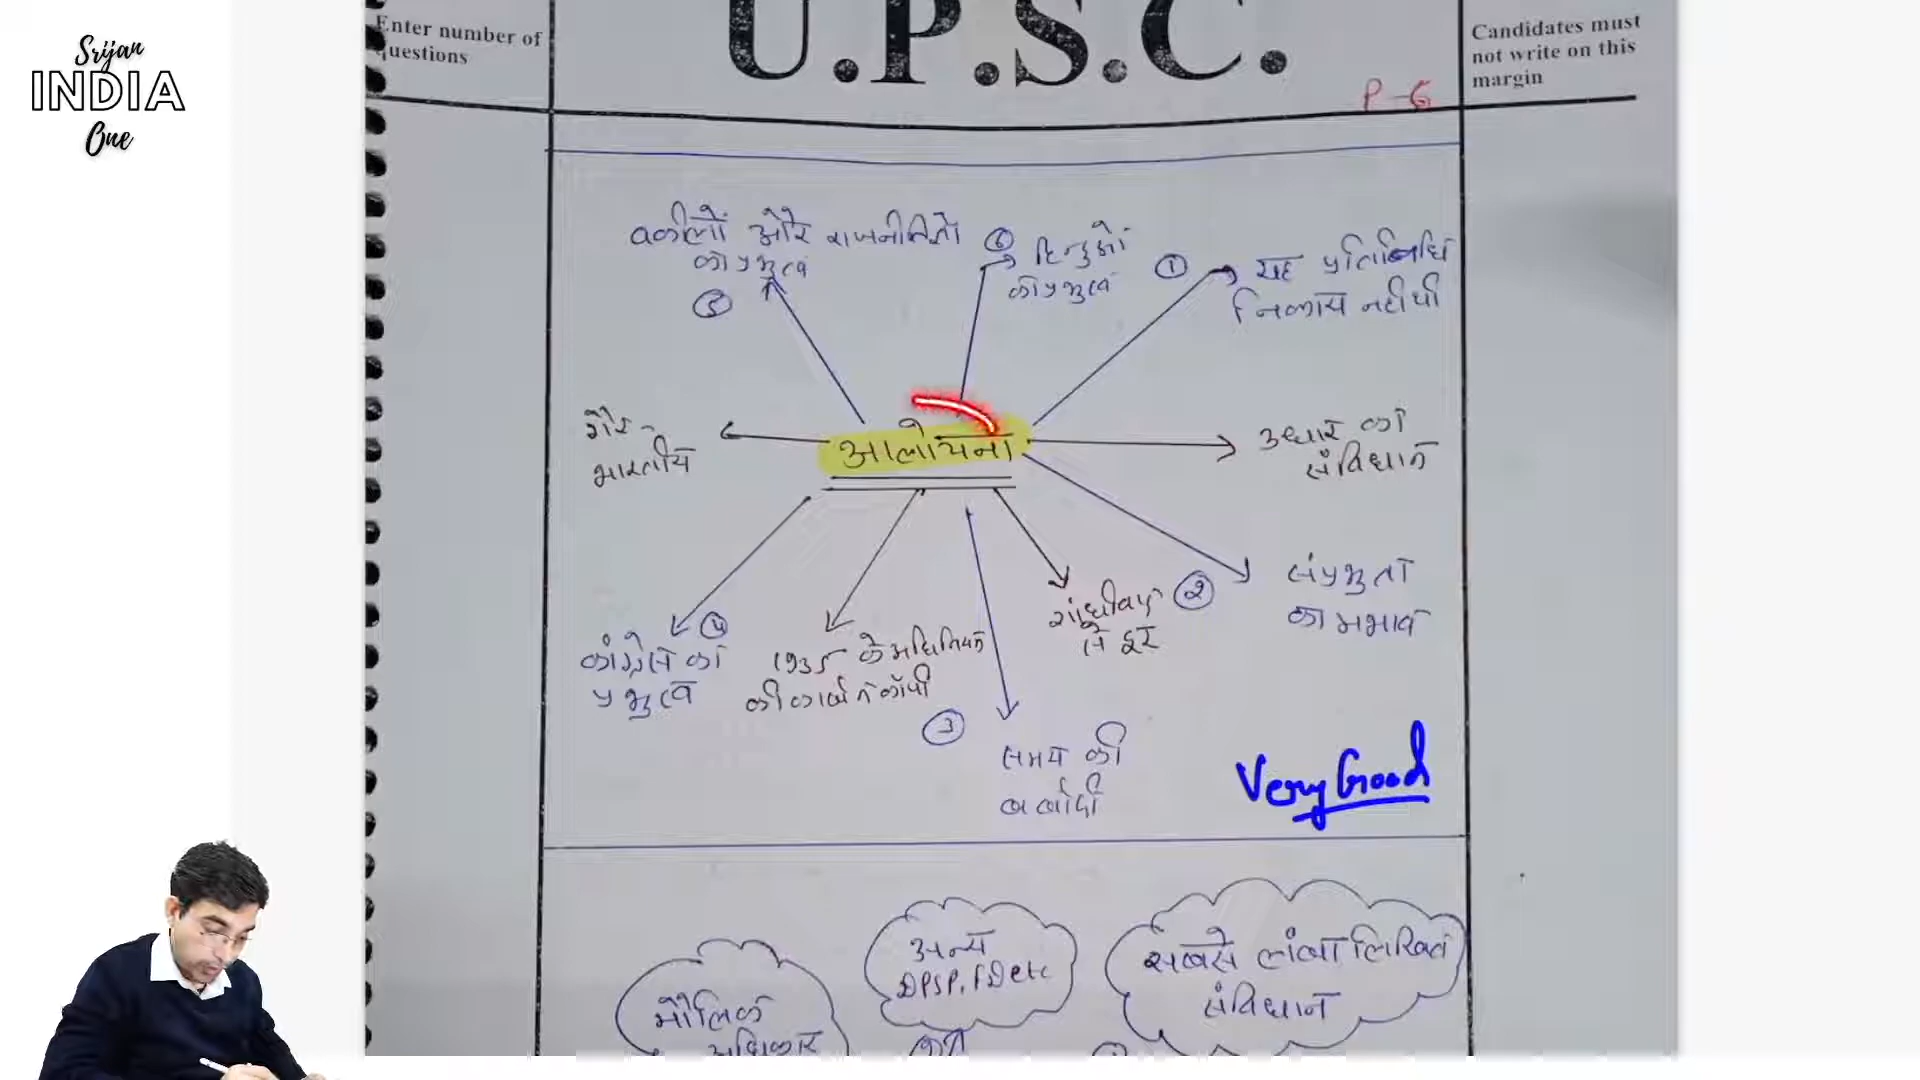 Srijan
INDIA
One
Enter number of
questions
U.P.S.C.
Candidates must
not write on this
margin
P-6
वकीलों और राजनीतिज्ञों
का प्रभुत्व
5
6 हिन्दुओं
का प्रभुत्व
1 यह प्रतिनिधि
निकाय नहीं थी
गैर-
भारतीय
आलोचना
उधार का
संविधान
2 संप्रभुता
का अभाव
गांधीवाद
से दूर
4
कांग्रेस का
प्रभुत्व
1935 के अधिनियम
की कार्बन कॉपी
3
समय की
बर्बादी
Very Good
मौलिक
अधिकार
अन्य
DPSP, FD etc
सबसे लंबा लिखित
संविधान